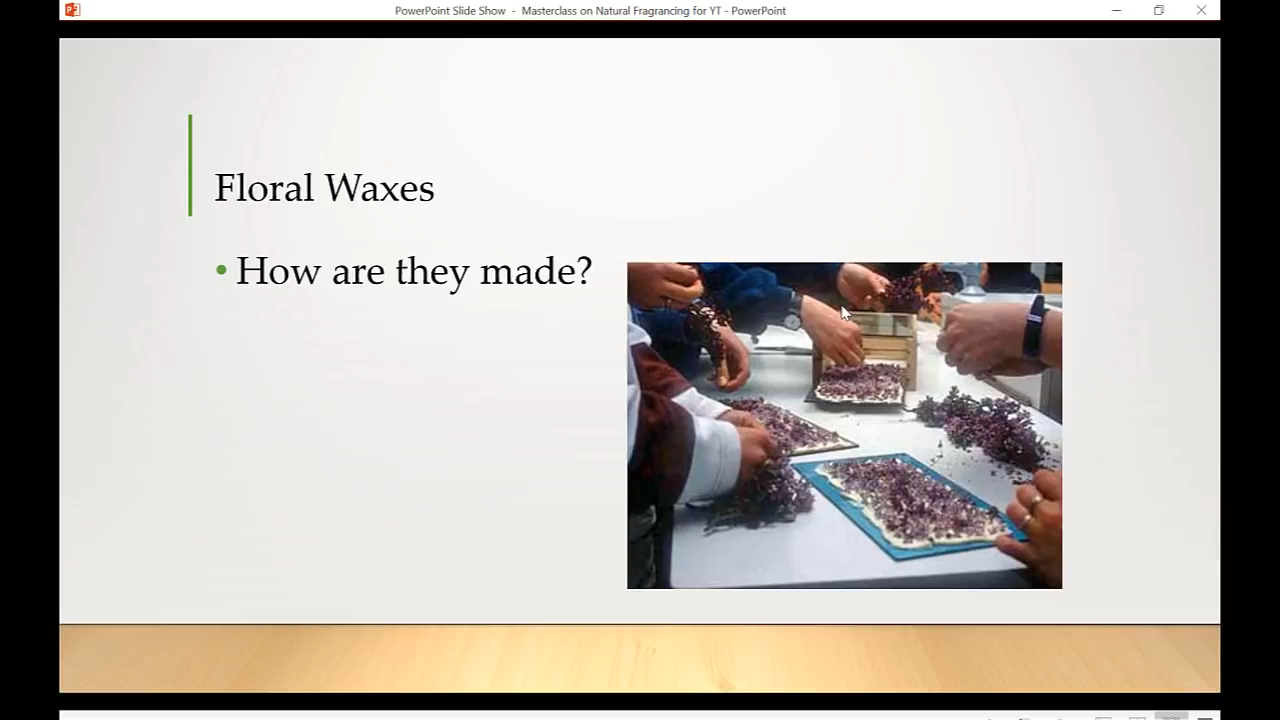 PowerPoint Slide Show - Masterclass on Natural Fragrancing for YT - PowerPoint
Floral Waxes
• How are they made?